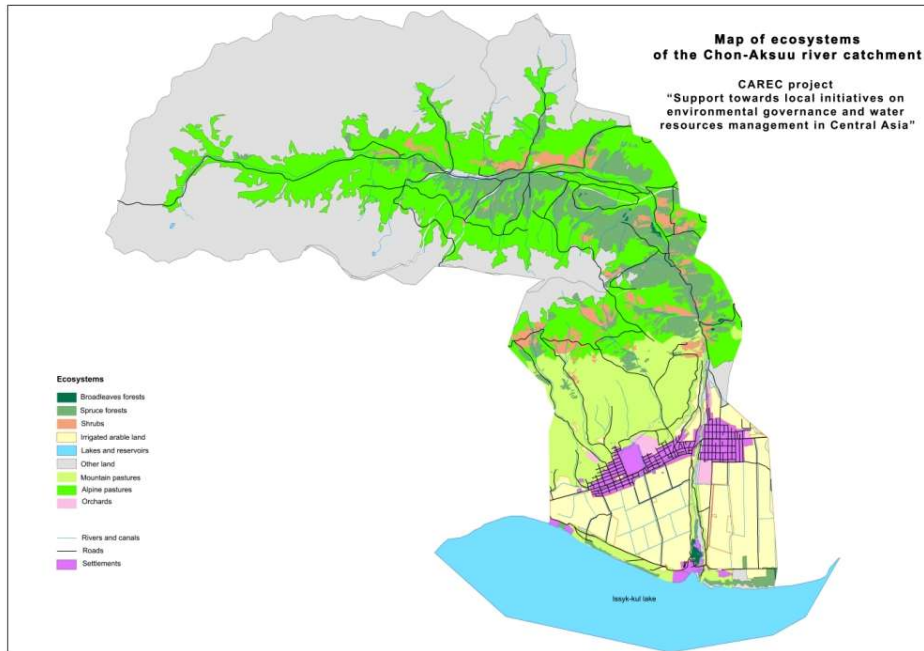 Map of ecosystems
of the Chon-Aksuu river catchment
CAREC project
"Support towards local initiatives on
environmental governance and water
resources management in Central Asia"
Ecosystems
Broadleaves forests
Spruce forests
Shrubs
Irrigated arable land
Lakes and reservoirs
Other land
Mountain pastures
Alpine pastures
Orchards
Rivers and canals
Roads
Settlements
Issyk-kul lake